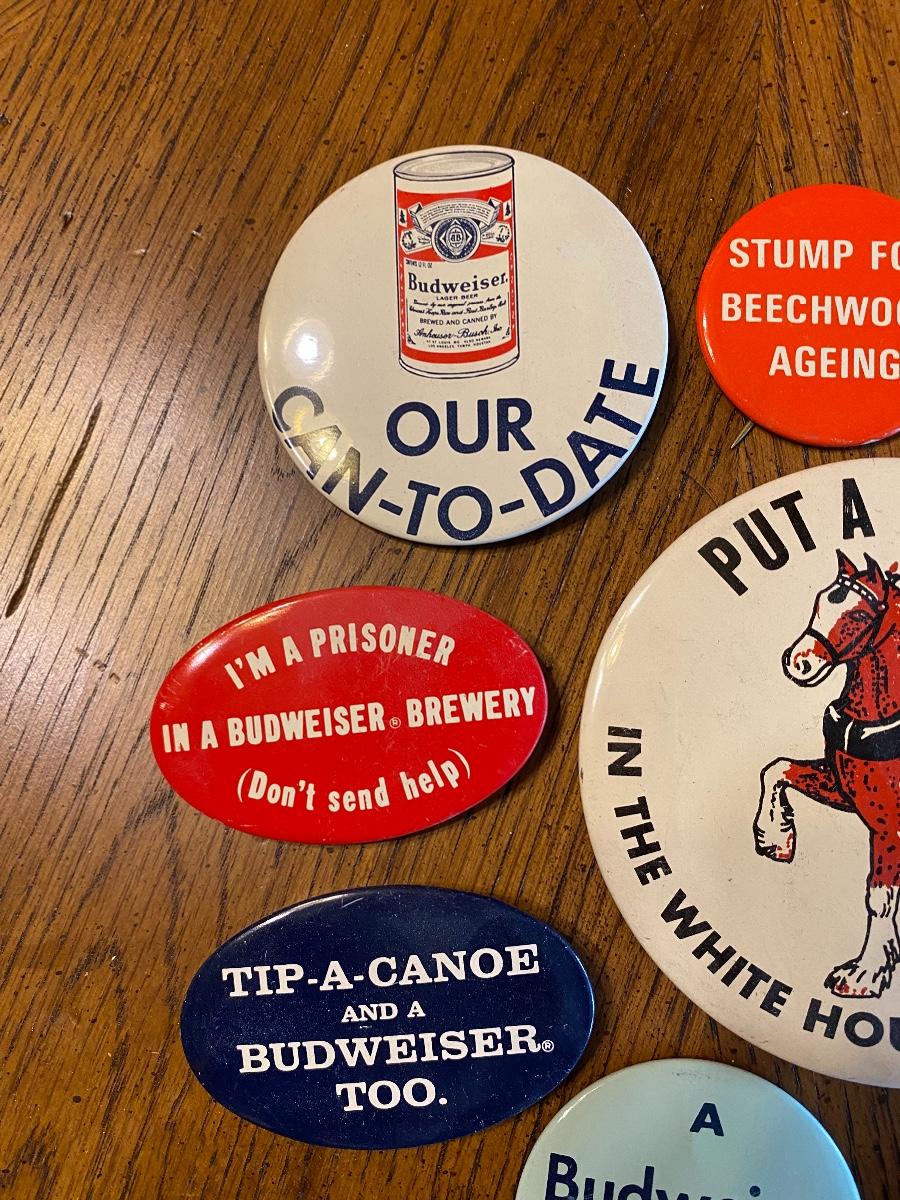 Budweiser.
LAGER BEER
BREWED AND CANNED BY
Anheuser-Busch, Inc.
OUR
CAN-TO-DATE
STUMP FO
BEECHWOO
AGEING
PUT A
IN THE WHITE HOU
I'M A PRISONER
IN A BUDWEISER® BREWERY
(Don't send help)
TIP-A-CANOE
AND A
BUDWEISER®
TOO.
A
Budwei